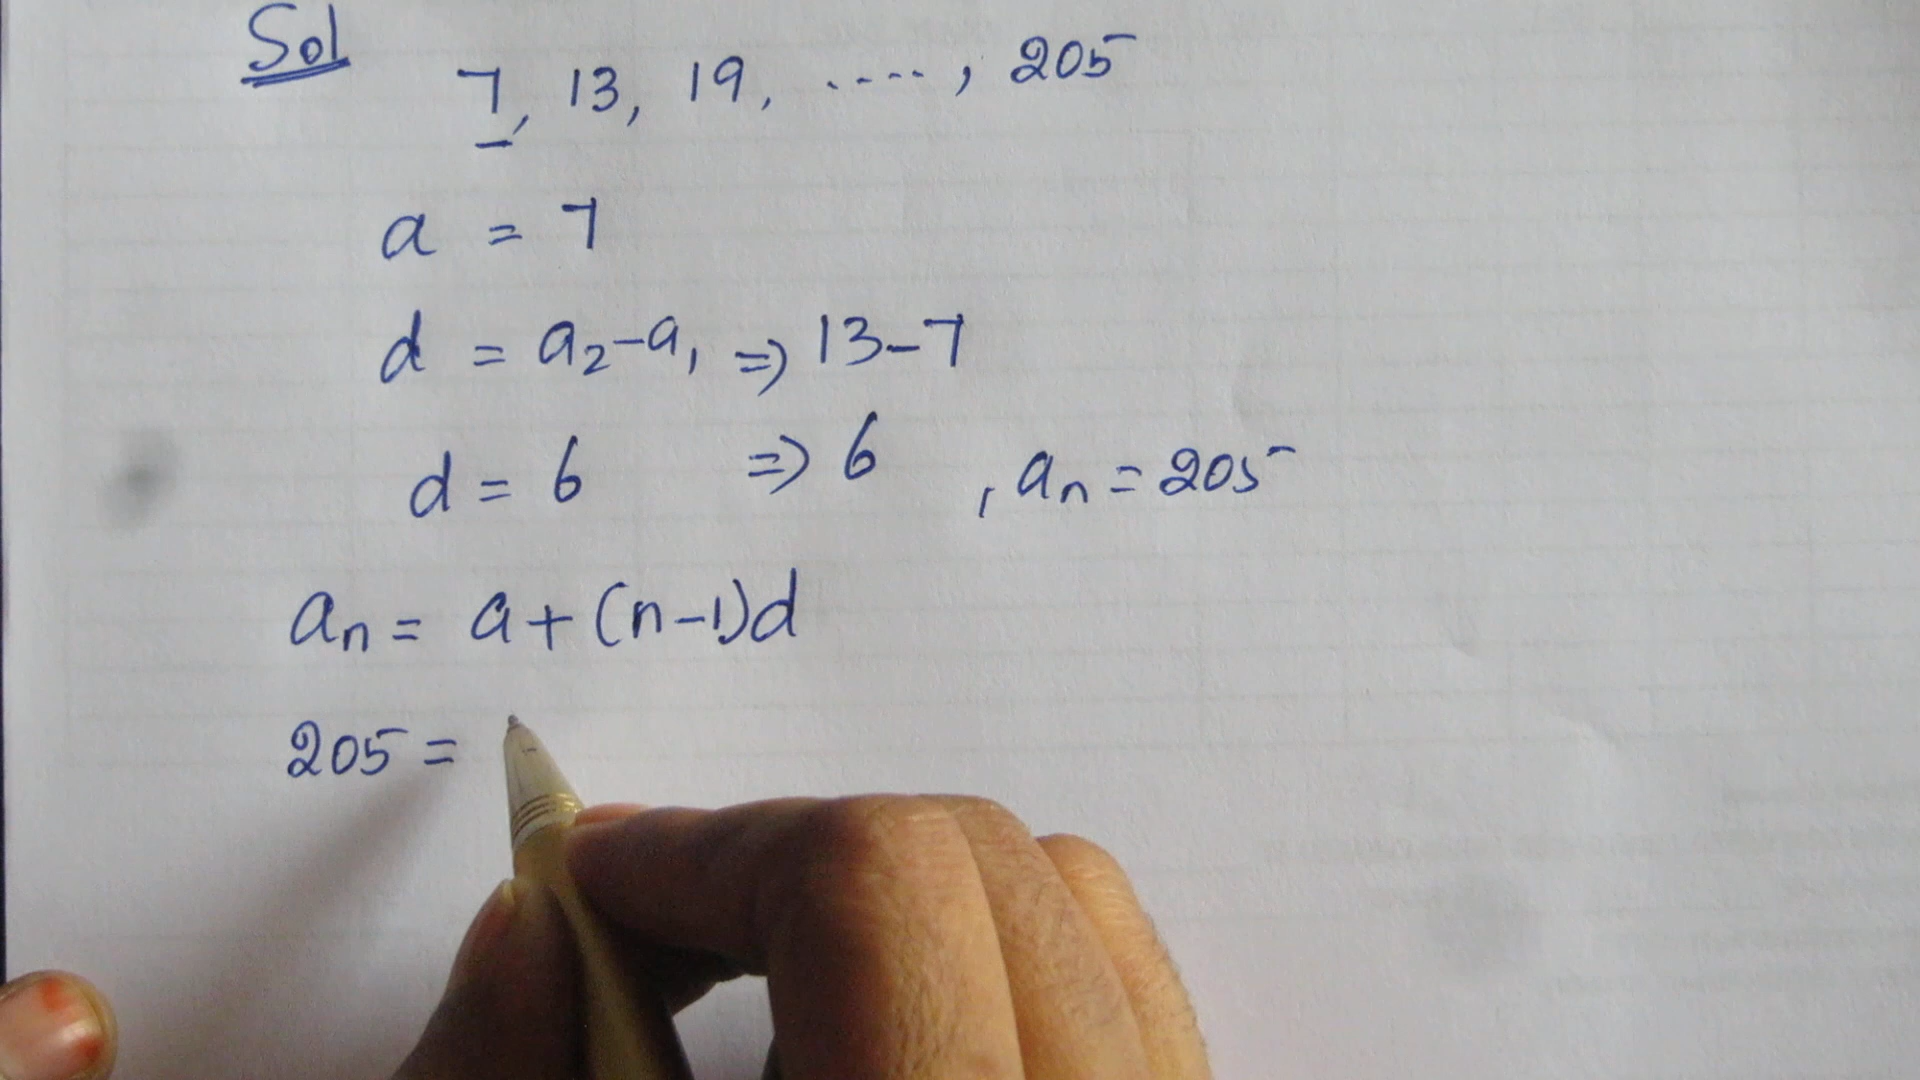 Sol
7, 13, 19, ....., 205
a = 7
d = a₂-a₁ ⇒ 13-7
d = 6 ⇒ 6 , aₙ = 205
aₙ = a + (n-1)d
205 =